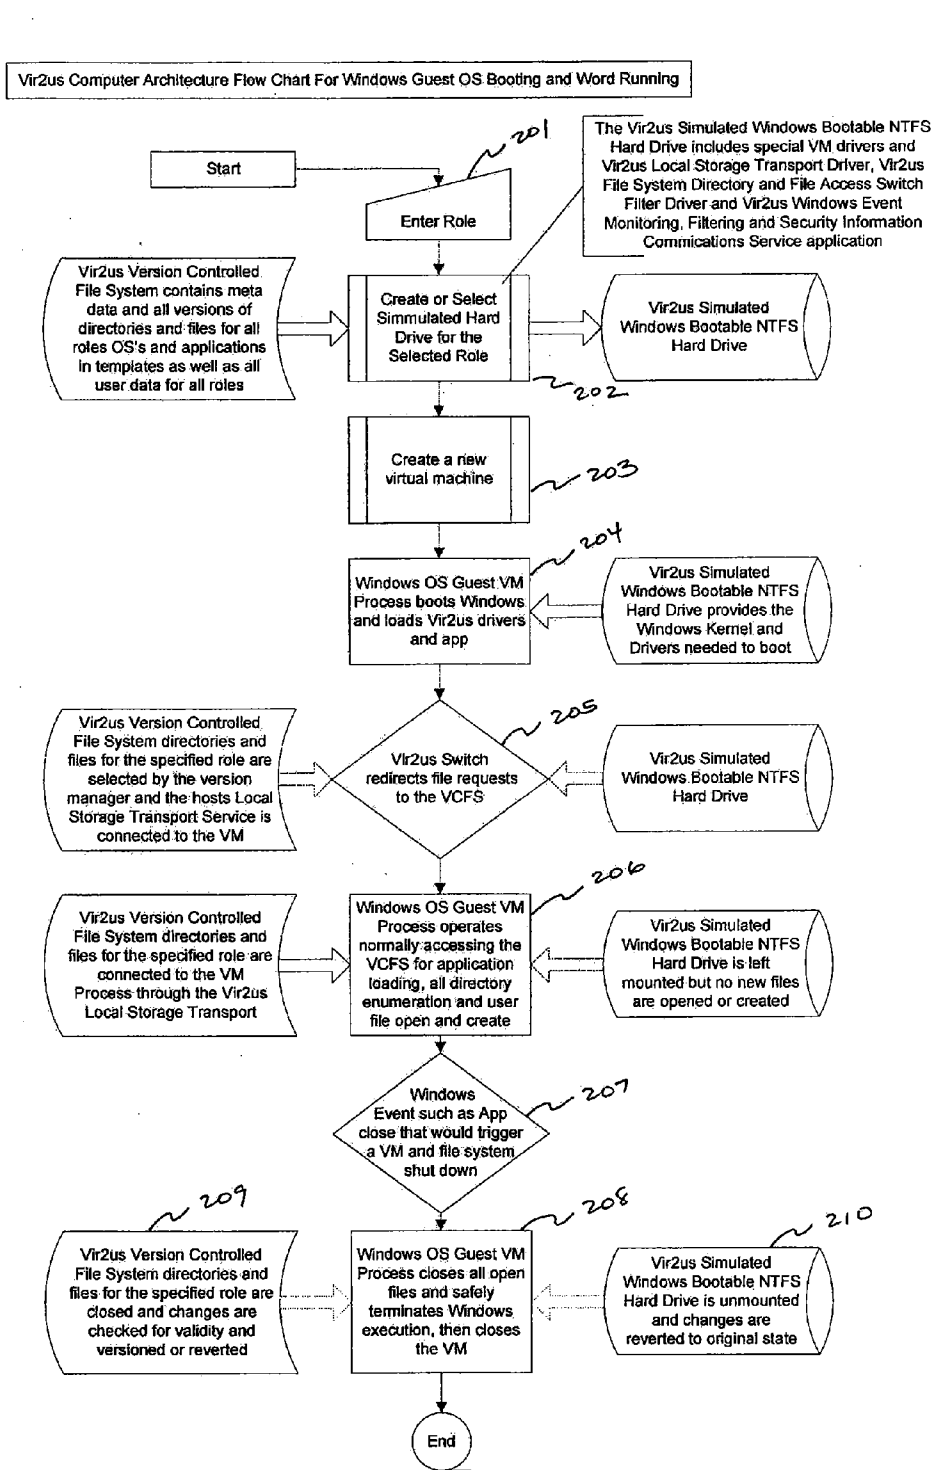 Vir2us Computer Architecture Flow Chart For Windows Guest OS Booting and Word Running
201
The Vir2us Simulated Windows Bootable NTFS
Hard Drive includes special VM drivers and
Vir2us Local Storage Transport Driver, Vir2us
File System Directory and File Access Switch
Filter Driver and Vir2us Windows Event
Monitoring, Filtering and Security Information
Commications Service application
Start
Enter Role
Vir2us Version Controlled
File System contains meta
data and all versions of
directories and files for all
roles OS's and applications
in templates as well as all
user data for all roles
Create or Select
Simmulated Hard
Drive for the
Selected Role
Vir2us Simulated
Windows Bootable NTFS
Hard Drive
202
Create a new
virtual machine
203
204
Windows OS Guest VM
Process boots Windows
and loads Vir2us drivers
and app
Vir2us Simulated
Windows Bootable NTFS
Hard Drive provides the
Windows Kernel and
Drivers needed to boot
205
Vir2us Version Controlled
File System directories and
files for the specified role are
selected by the version
manager and the hosts Local
Storage Transport Service is
connected to the VM
Vir2us Switch
redirects file requests
to the VCFS
Vir2us Simulated
Windows Bootable NTFS
Hard Drive
206
Vir2us Version Controlled
File System directories and
files for the specified role are
connected to the VM
Process through the Vir2us
Local Storage Transport
Windows OS Guest VM
Process operates
normally accessing the
VCFS for application
loading, all directory
enumeration and user
file open and create
Vir2us Simulated
Windows Bootable NTFS
Hard Drive is left
mounted but no new files
are opened or created
207
Windows
Event such as App
close that would trigger
a VM and file system
shut down
209
208
210
Vir2us Version Controlled
File System directories and
files for the specified role are
closed and changes are
checked for validity and
versioned or reverted
Windows OS Guest VM
Process closes all open
files and safely
terminates Windows
execution, then closes
the VM
Vir2us Simulated
Windows Bootable NTFS
Hard Drive is unmounted
and changes are
reverted to original state
End